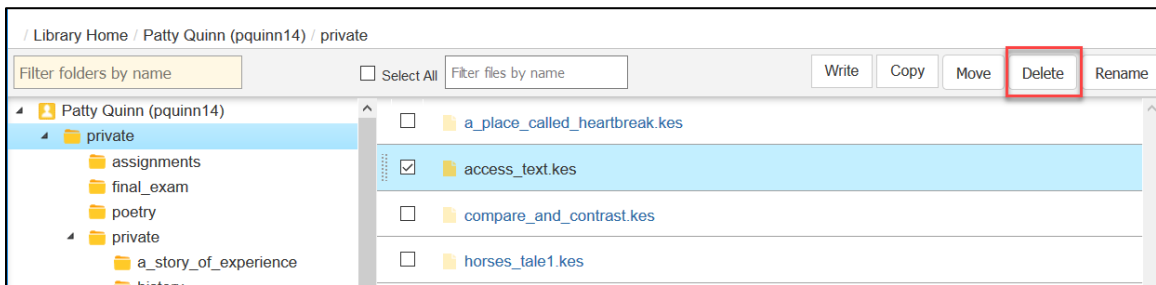 / Library Home / Patty Quinn (pquinn14) / private
Filter folders by name
Select All
Filter files by name
Write
Copy
Move
Delete
Rename
Patty Quinn (pquinn14)
private
assignments
final_exam
poetry
private
a_story_of_experience
history
a_place_called_heartbreak.kes
access_text.kes
compare_and_contrast.kes
horses_tale1.kes